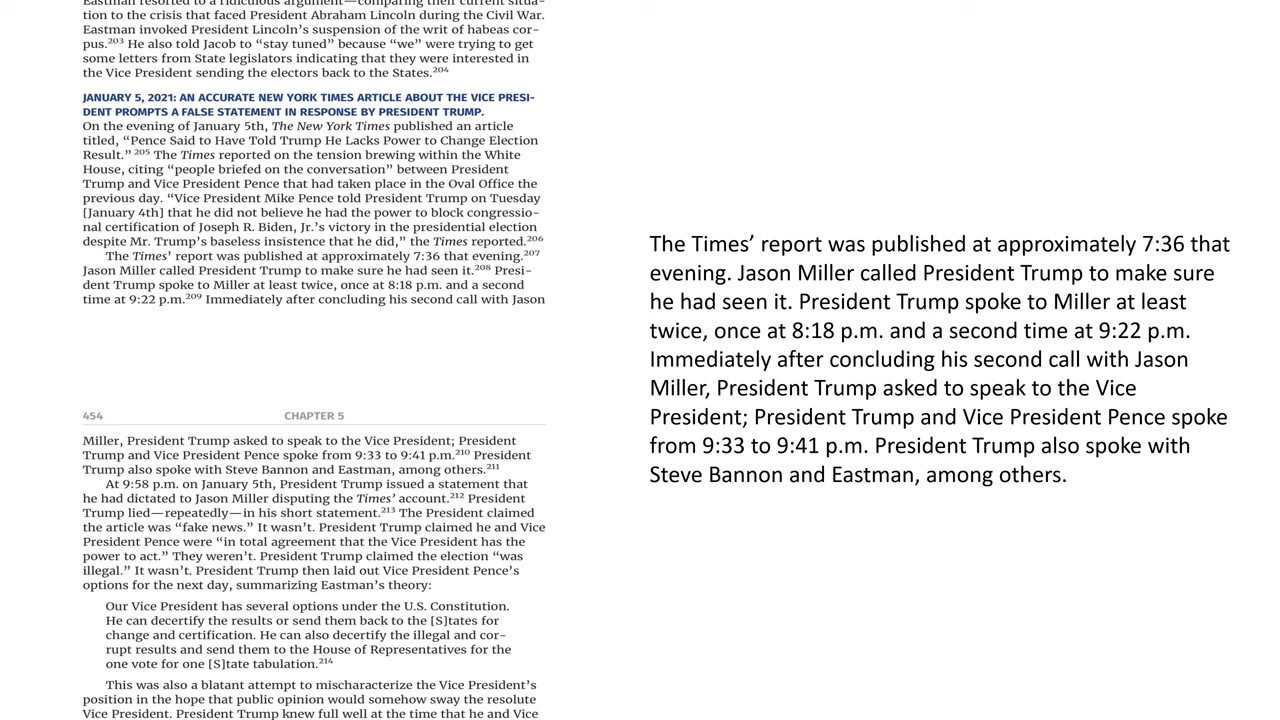 Eastman resorted to a ridiculous argument—comparing their current situa-
tion to the crisis that faced President Abraham Lincoln during the Civil War.
Eastman invoked President Lincoln’s suspension of the writ of habeas cor-
pus.203 He also told Jacob to “stay tuned” because “we” were trying to get
some letters from State legislators indicating that they were interested in
the Vice President sending the electors back to the States.204
JANUARY 5, 2021: AN ACCURATE NEW YORK TIMES ARTICLE ABOUT THE VICE PRESI-
DENT PROMPTS A FALSE STATEMENT IN RESPONSE BY PRESIDENT TRUMP.
On the evening of January 5th, The New York Times published an article
titled, “Pence Said to Have Told Trump He Lacks Power to Change Election
Result.” 205 The Times reported on the tension brewing within the White
House, citing “people briefed on the conversation” between President
Trump and Vice President Pence that had taken place in the Oval Office the
previous day. “Vice President Mike Pence told President Trump on Tuesday
[January 4th] that he did not believe he had the power to block congressio-
nal certification of Joseph R. Biden, Jr.’s victory in the presidential election
despite Mr. Trump’s baseless insistence that he did,” the Times reported.206
The Times’ report was published at approximately 7:36 that evening.207
Jason Miller called President Trump to make sure he had seen it.208 Presi-
dent Trump spoke to Miller at least twice, once at 8:18 p.m. and a second
time at 9:22 p.m.209 Immediately after concluding his second call with Jason
454 CHAPTER 5
Miller, President Trump asked to speak to the Vice President; President
Trump and Vice President Pence spoke from 9:33 to 9:41 p.m.210 President
Trump also spoke with Steve Bannon and Eastman, among others.211
At 9:58 p.m. on January 5th, President Trump issued a statement that
he had dictated to Jason Miller disputing the Times’ account.212 President
Trump lied—repeatedly—in his short statement.213 The President claimed
the article was “fake news.” It wasn’t. President Trump claimed he and Vice
President Pence were “in total agreement that the Vice President has the
power to act.” They weren’t. President Trump claimed the election “was
illegal.” It wasn’t. President Trump then laid out Vice President Pence’s
options for the next day, summarizing Eastman’s theory:
Our Vice President has several options under the U.S. Constitution.
He can decertify the results or send them back to the [S]tates for
change and certification. He can also decertify the illegal and cor-
rupt results and send them to the House of Representatives for the
one vote for one [S]tate tabulation.214
This was also a blatant attempt to mischaracterize the Vice President’s
position in the hope that public opinion would somehow sway the resolute
Vice President. President Trump knew full well at the time that he and Vice
The Times’ report was published at approximately 7:36 that
evening. Jason Miller called President Trump to make sure
he had seen it. President Trump spoke to Miller at least
twice, once at 8:18 p.m. and a second time at 9:22 p.m.
Immediately after concluding his second call with Jason
Miller, President Trump asked to speak to the Vice
President; President Trump and Vice President Pence spoke
from 9:33 to 9:41 p.m. President Trump also spoke with
Steve Bannon and Eastman, among others.